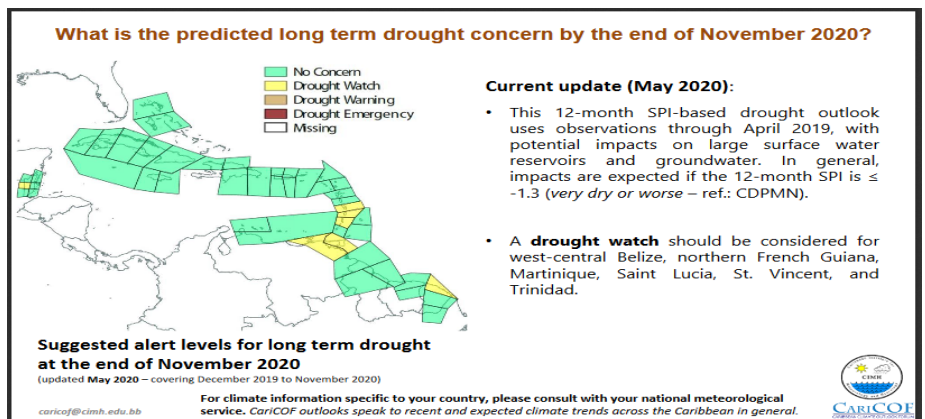 What is the predicted long term drought concern by the end of November 2020?
No Concern
Drought Watch
Drought Warning
Drought Emergency
Missing
Current update (May 2020):
• This 12-month SPI-based drought outlook
uses observations through April 2019, with
potential impacts on large surface water
reservoirs and groundwater. In general,
impacts are expected if the 12-month SPI is ≤
-1.3 (very dry or worse – ref.: CDPMN).
• A drought watch should be considered for
west-central Belize, northern French Guiana,
Martinique, Saint Lucia, St. Vincent, and
Trinidad.
Suggested alert levels for long term drought
at the end of November 2020
(updated May 2020 – covering December 2019 to November 2020)
For climate information specific to your country, please consult with your national meteorological
service. CariCOF outlooks speak to recent and expected climate trends across the Caribbean in general.
caricof@cimh.edu.bb
CIMH
CARICOF